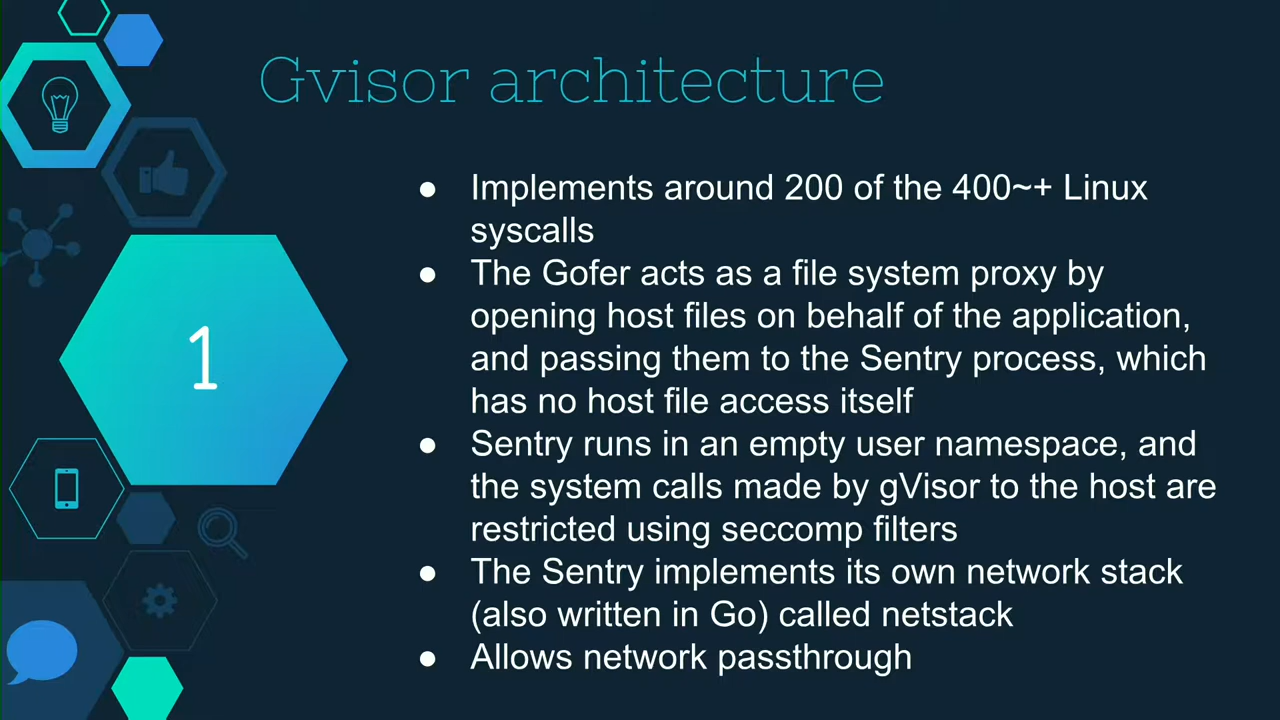 Gvisor architecture
1
● Implements around 200 of the 400~+ Linux
syscalls
● The Gofer acts as a file system proxy by
opening host files on behalf of the application,
and passing them to the Sentry process, which
has no host file access itself
● Sentry runs in an empty user namespace, and
the system calls made by gVisor to the host are
restricted using seccomp filters
● The Sentry implements its own network stack
(also written in Go) called netstack
● Allows network passthrough